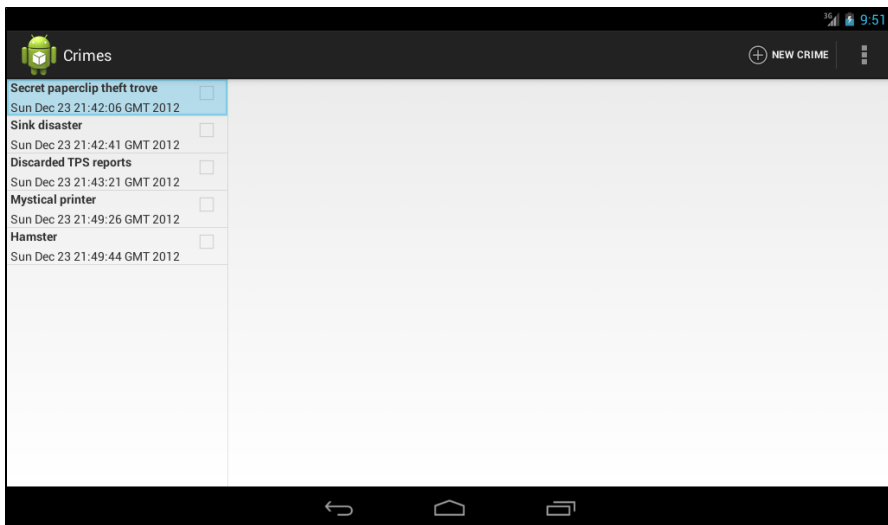 3G 9:51
Crimes NEW CRIME
Secret paperclip theft trove
Sun Dec 23 21:42:06 GMT 2012
Sink disaster
Sun Dec 23 21:42:41 GMT 2012
Discarded TPS reports
Sun Dec 23 21:43:21 GMT 2012
Mystical printer
Sun Dec 23 21:49:26 GMT 2012
Hamster
Sun Dec 23 21:49:44 GMT 2012